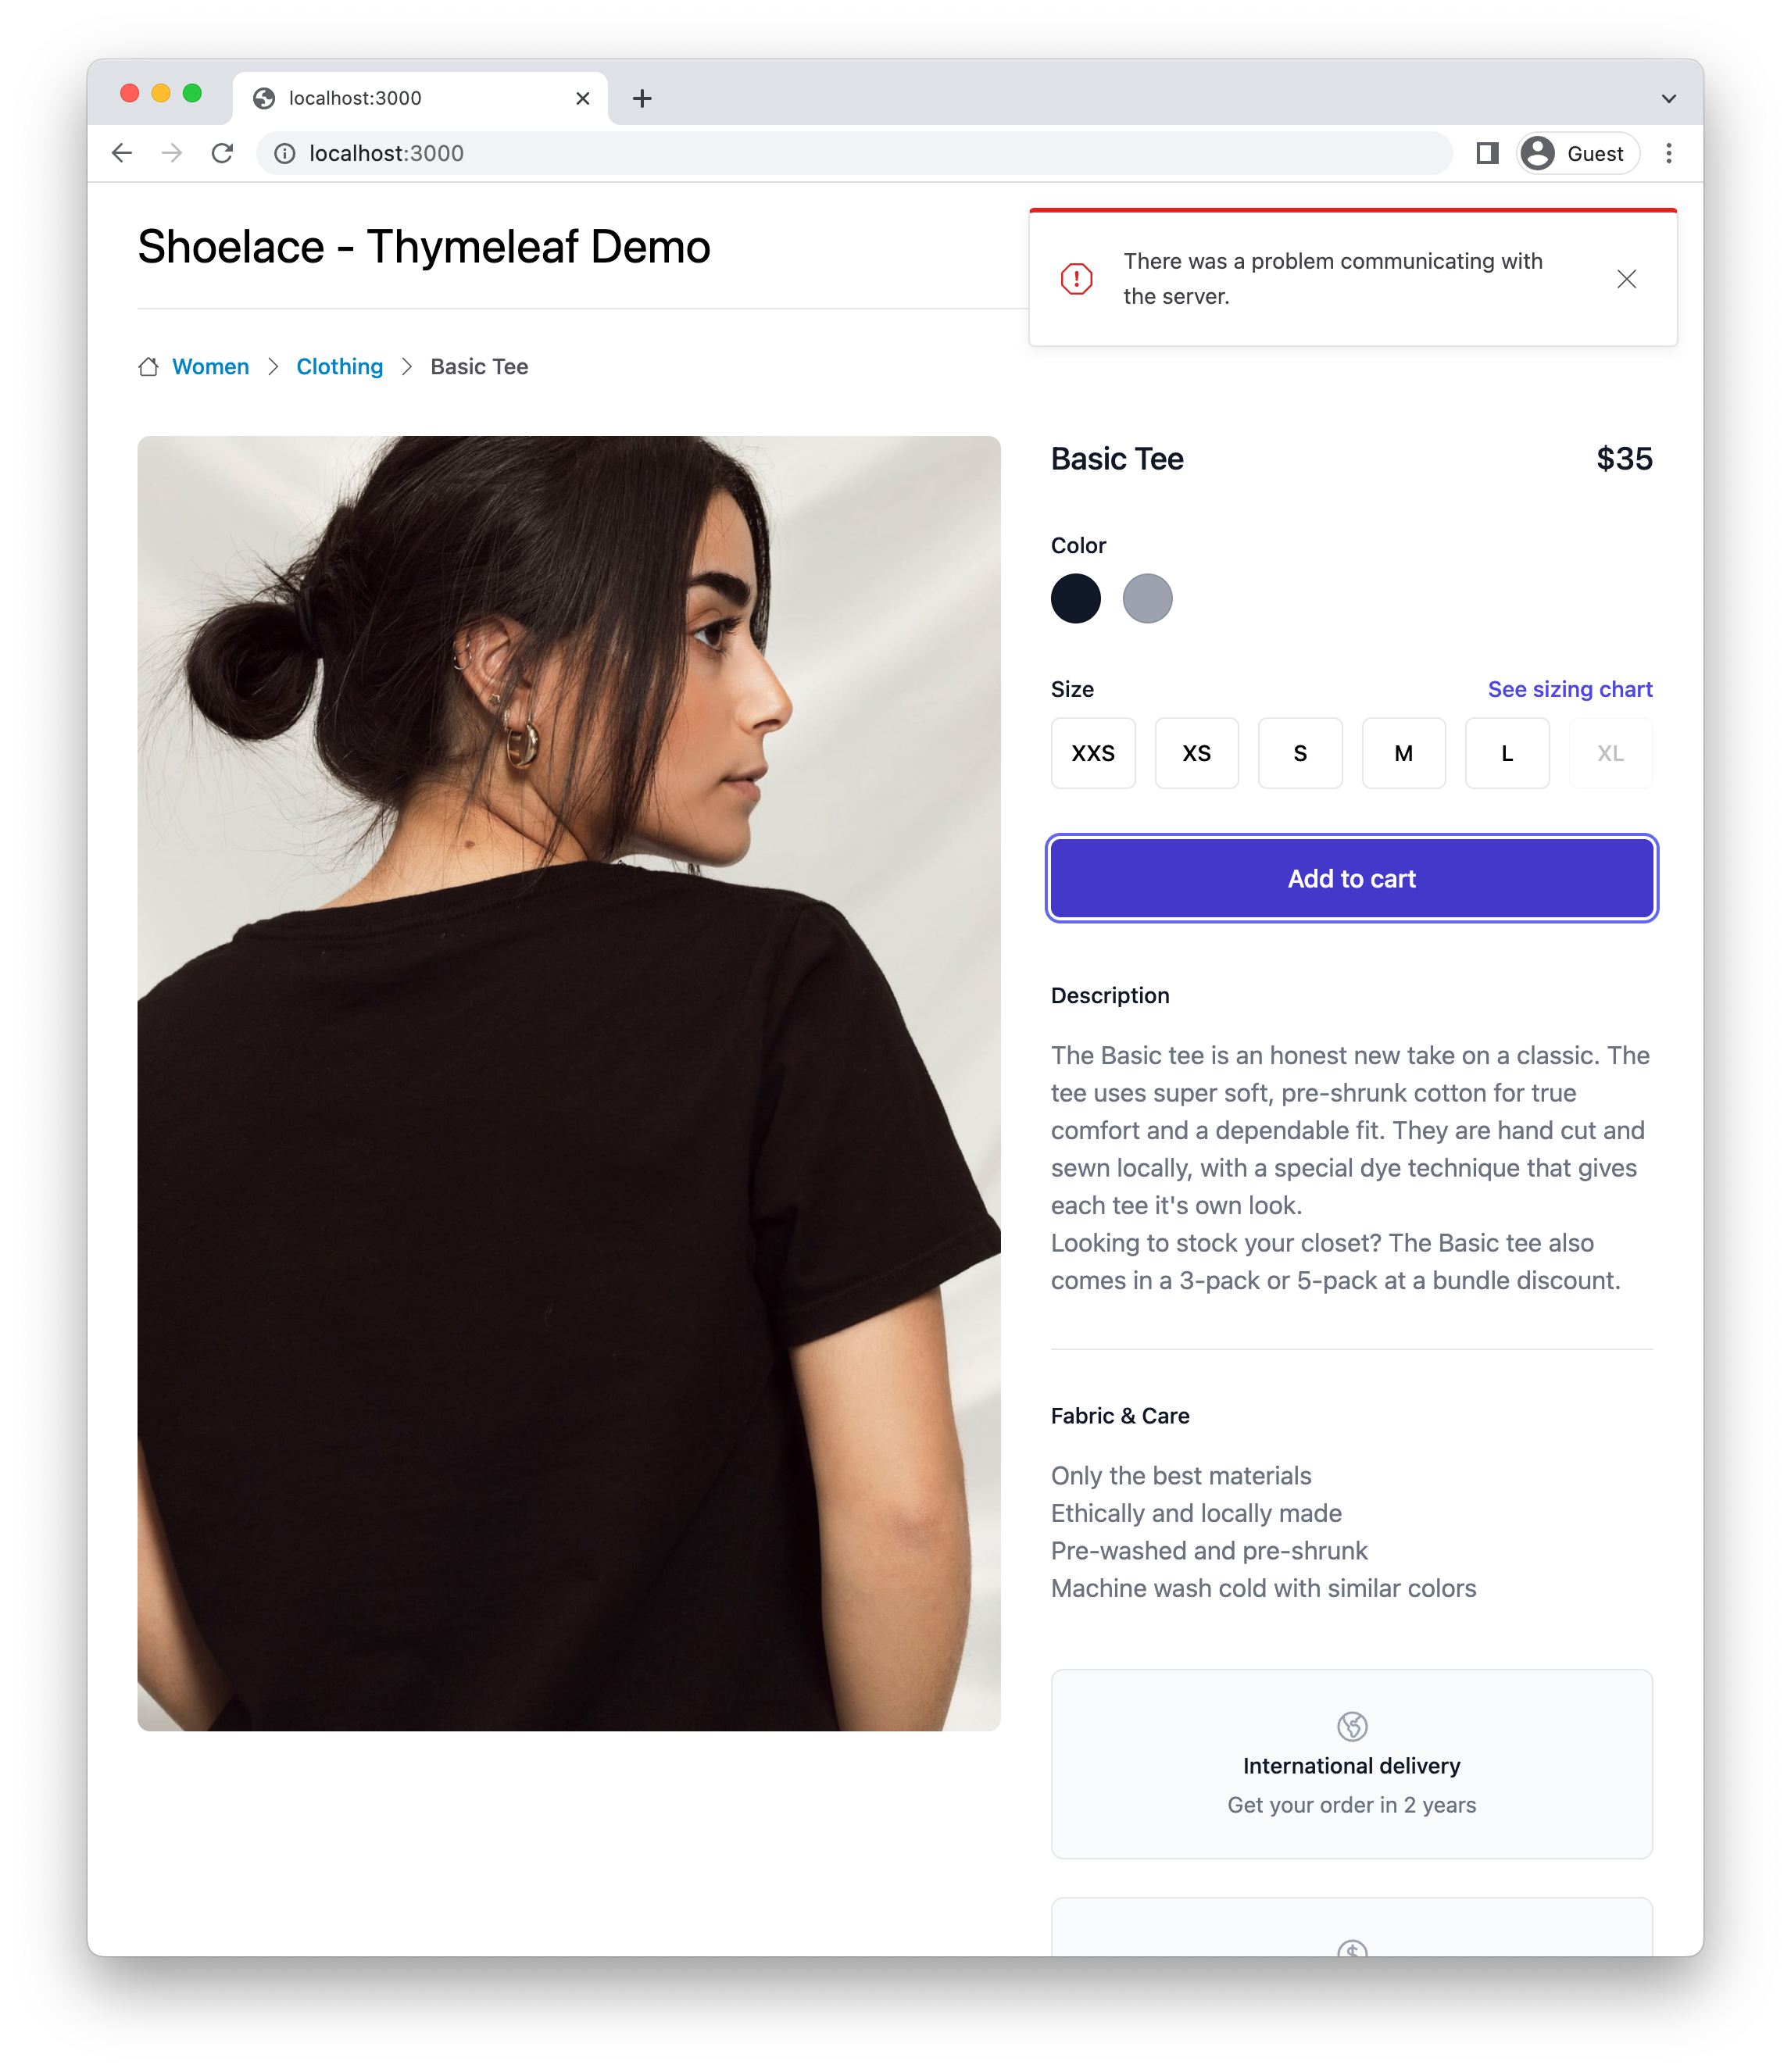 localhost:3000
localhost:3000
Guest
Shoelace - Thymeleaf Demo
There was a problem communicating with
the server.
Women
Clothing
Basic Tee
Basic Tee
$35
Color
Size
See sizing chart
XXS
XS
S
M
L
XL
Add to cart
Description
The Basic tee is an honest new take on a classic. The
tee uses super soft, pre-shrunk cotton for true
comfort and a dependable fit. They are hand cut and
sewn locally, with a special dye technique that gives
each tee it's own look.
Looking to stock your closet? The Basic tee also
comes in a 3-pack or 5-pack at a bundle discount.
Fabric & Care
Only the best materials
Ethically and locally made
Pre-washed and pre-shrunk
Machine wash cold with similar colors
International delivery
Get your order in 2 years